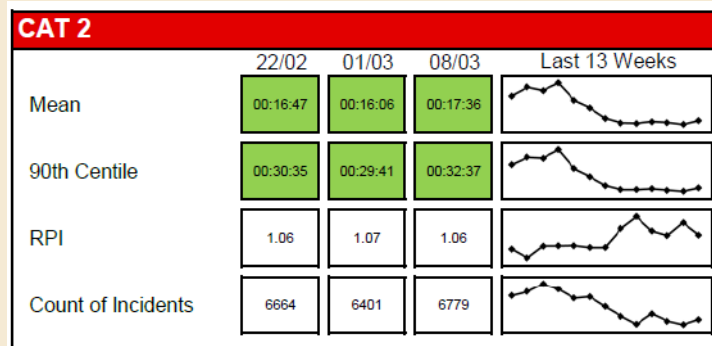 CAT 2
22/02 01/03 08/03 Last 13 Weeks
Mean 00:16:47 00:16:06 00:17:36
90th Centile 00:30:35 00:29:41 00:32:37
RPI 1.06 1.07 1.06
Count of Incidents 6664 6401 6779